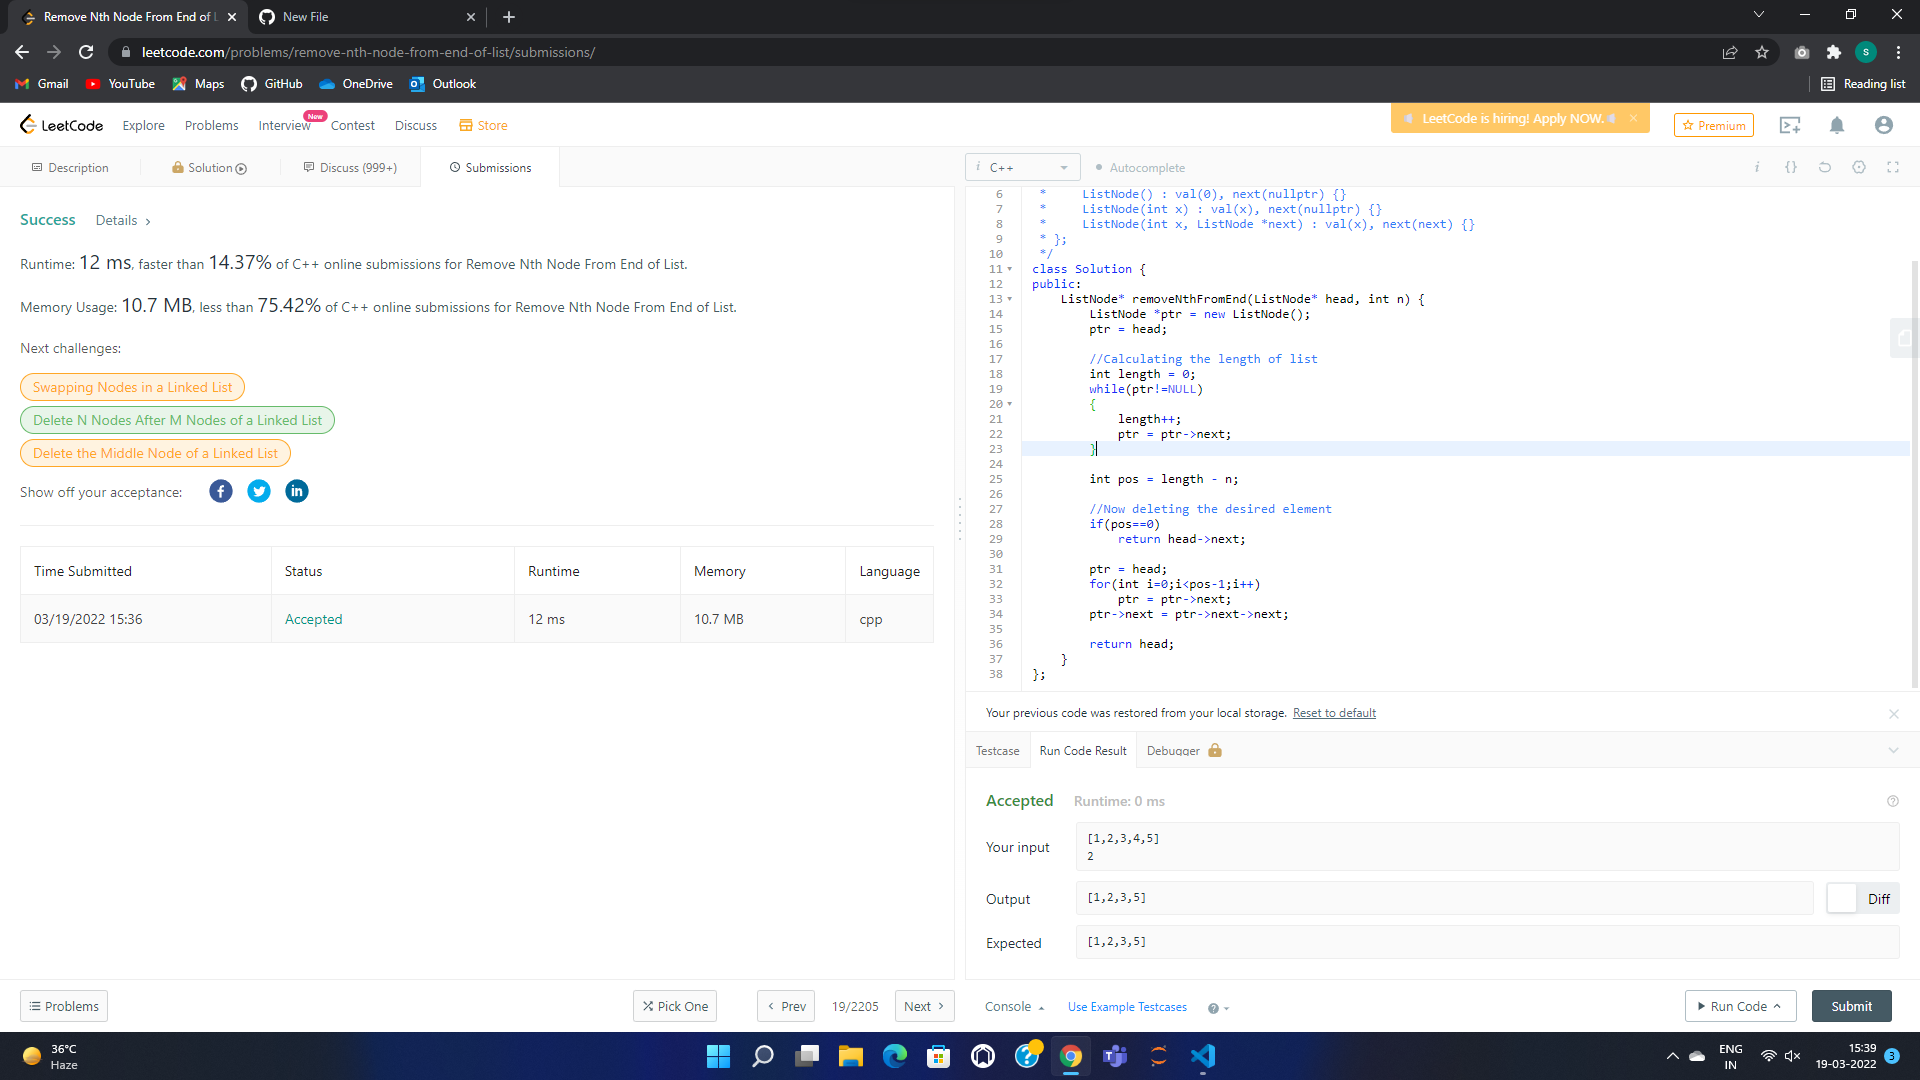 Remove Nth Node From End of L
New File
leetcode.com/problems/remove-nth-node-from-end-of-list/submissions/
S
Gmail
YouTube
Maps
GitHub
OneDrive
Outlook
Reading list
LeetCode
Explore
Problems
Interview
New
Contest
Discuss
Store
LeetCode is hiring! Apply NOW.
Premium
Description
Solution
Discuss (999+)
Submissions
i C++
Autocomplete
Success
Details
Runtime: 12 ms, faster than 14.37% of C++ online submissions for Remove Nth Node From End of List.
Memory Usage: 10.7 MB, less than 75.42% of C++ online submissions for Remove Nth Node From End of List.
Next challenges:
Swapping Nodes in a Linked List
Delete N Nodes After M Nodes of a Linked List
Delete the Middle Node of a Linked List
Show off your acceptance:
Time Submitted Status Runtime Memory Language
03/19/2022 15:36 Accepted 12 ms 10.7 MB cpp
6 * ListNode() : val(0), next(nullptr) {}
7 * ListNode(int x) : val(x), next(nullptr) {}
8 * ListNode(int x, ListNode *next) : val(x), next(next) {}
9 * };
10 */
11 class Solution {
12 public:
13 ListNode* removeNthFromEnd(ListNode* head, int n) {
14 ListNode *ptr = new ListNode();
15 ptr = head;
16
17 //Calculating the length of list
18 int length = 0;
19 while(ptr!=NULL)
20 {
21 length++;
22 ptr = ptr->next;
23 }
24
25 int pos = length - n;
26
27 //Now deleting the desired element
28 if(pos==0)
29 return head->next;
30
31 ptr = head;
32 for(int i=0;i<pos-1;i++)
33 ptr = ptr->next;
34 ptr->next = ptr->next->next;
35
36 return head;
37 }
38 };
Your previous code was restored from your local storage. Reset to default
Testcase
Run Code Result
Debugger
Accepted
Runtime: 0 ms
Your input
[1,2,3,4,5]
2
Output
[1,2,3,5]
Diff
Expected
[1,2,3,5]
Problems
Pick One
Prev
19/2205
Next
Console
Use Example Testcases
Run Code
Submit
36°C
Haze
ENG
IN
15:39
19-03-2022
3